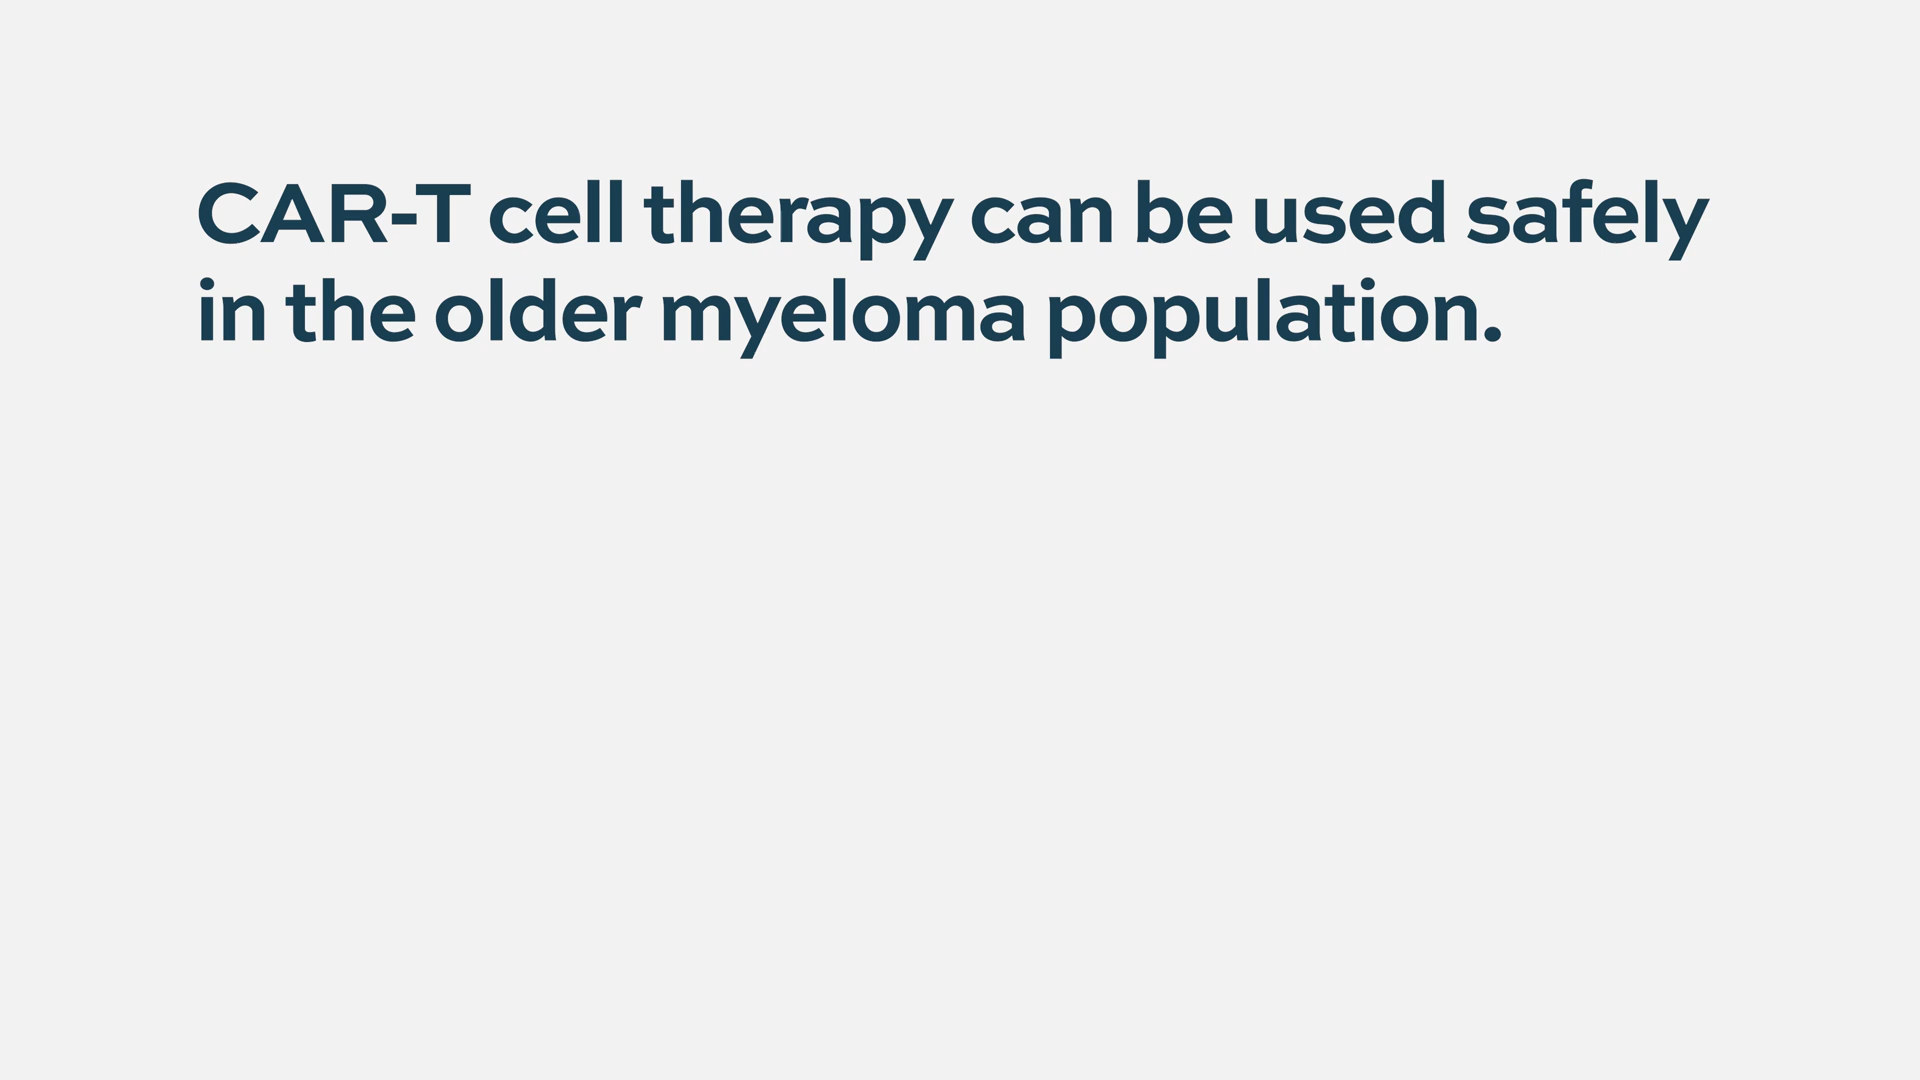 CAR-T cell therapy can be used safely
in the older myeloma population.